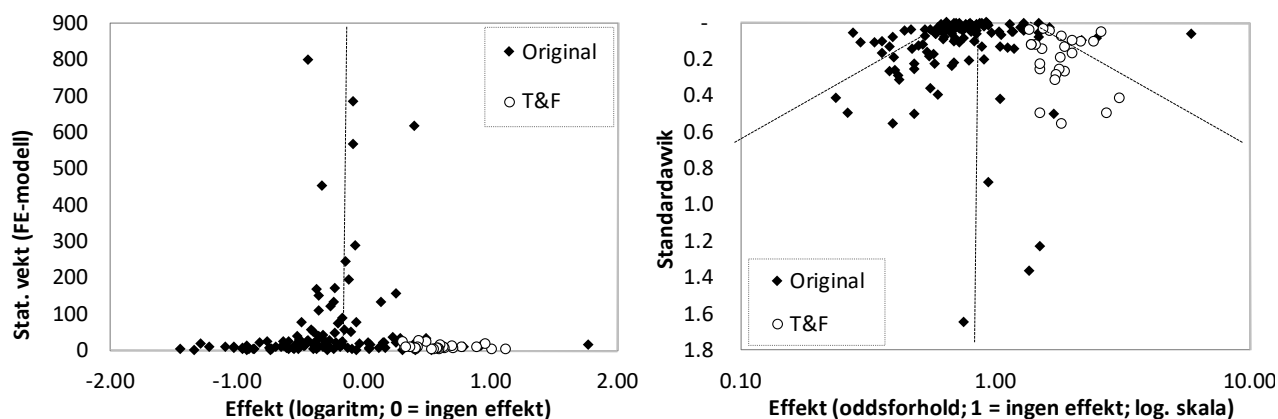 900
800
700
600
500
400
300
200
100
0
-2.00 -1.00 0.00 1.00 2.00
Stat. vekt (FE-modell)
Effekt (logaritm; 0 = ingen effekt)
Original
T&F
-
0.2
0.4
0.6
0.8
1.0
1.2
1.4
1.6
1.8
0.10 1.00 10.00
Standardavvik
Effekt (oddsforhold; 1 = ingen effekt; log. skala)
Original
T&F